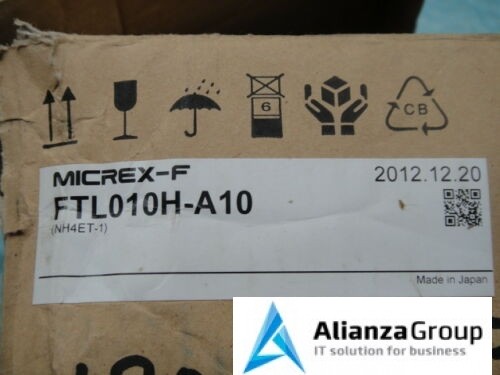 6
CB
MICREX-F
2012.12.20
FTL010H-A10
(NH4ET-1)
Made in Japan
AlianzaGroup
IT solution for business